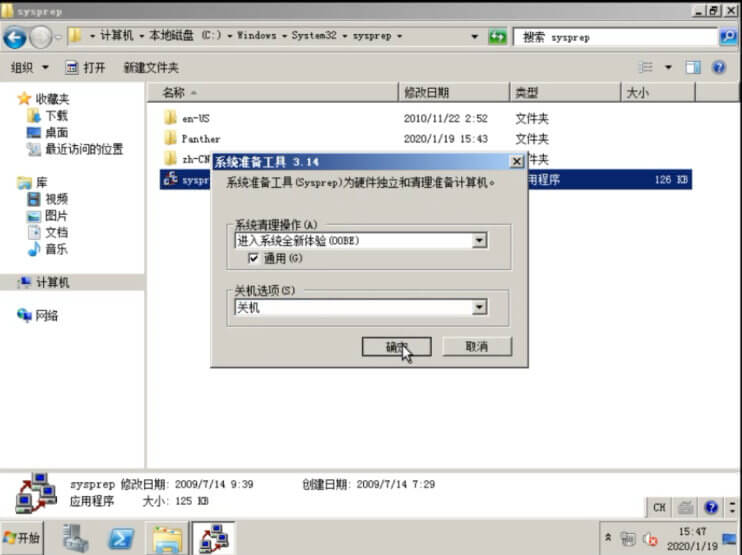 sysprep
计算机 本地磁盘 (C:) Windows System32 sysprep
搜索 sysprep
组织 打开 新建文件夹
名称 修改日期 类型 大小
收藏夹
下载
桌面
最近访问的位置
库
视频
图片
文档
音乐
计算机
网络
en-US 2010/11/22 2:52 文件夹
Panther 2020/1/19 15:43 文件夹
zh-CN 件夹
syspr 用程序 126 KB
系统准备工具 3.14
系统准备工具(Sysprep)为硬件独立和清理准备计算机。
系统清理操作(A)
进入系统全新体验(OOBE)
通用(G)
关机选项(S)
关机
确定 取消
sysprep 修改日期: 2009/7/14 9:39 创建日期: 2009/7/14 7:29
应用程序 大小: 125 KB
CH
开始
15:47
2020/1/19